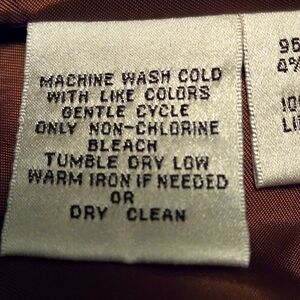 MACHINE WASH COLD
WITH LIKE COLORS
GENTLE CYCLE
ONLY NON-CHLORINE
BLEACH
TUMBLE DRY LOW
WARM IRON IF NEEDED
OR
DRY CLEAN
96
4%